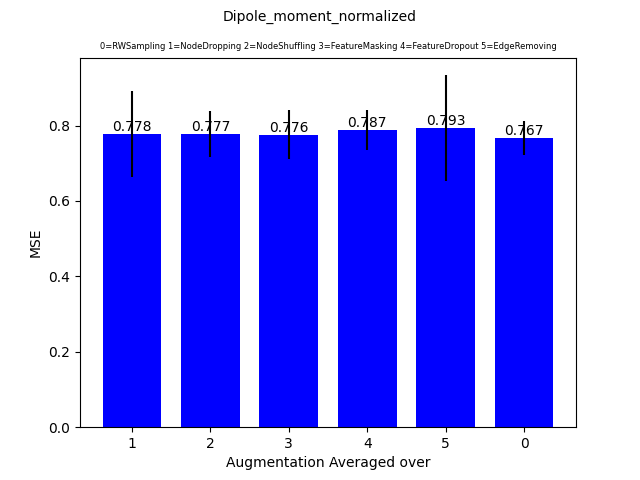 Dipole_moment_normalized
0=RWSampling 1=NodeDropping 2=NodeShuffling 3=FeatureMasking 4=FeatureDropout 5=EdgeRemoving
0.778 0.777 0.776 0.787 0.793 0.767
0.8
0.6
0.4
0.2
0.0
MSE
1 2 3 4 5 0
Augmentation Averaged over